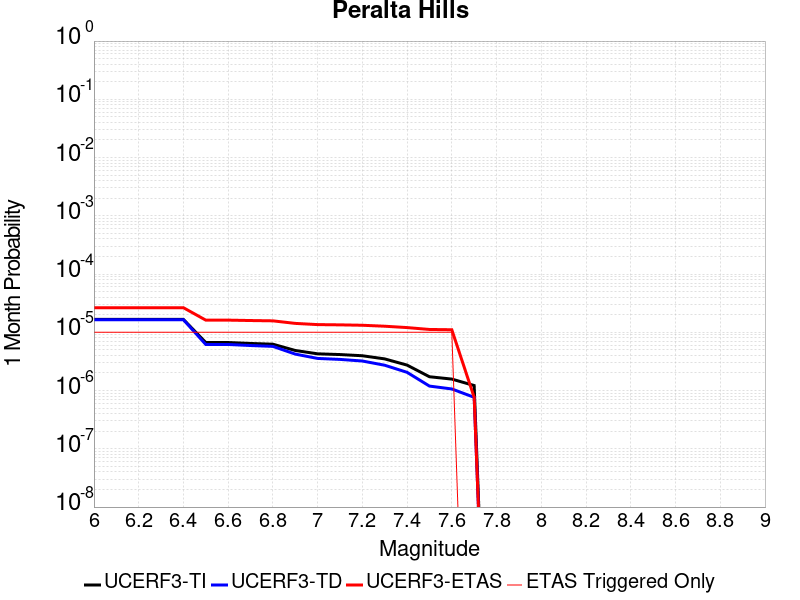 Peralta Hills
10^0
10^-1
10^-2
10^-3
10^-4
10^-5
10^-6
10^-7
10^-8
1 Month Probability
6 6.2 6.4 6.6 6.8 7 7.2 7.4 7.6 7.8 8 8.2 8.4 8.6 8.8 9
Magnitude
UCERF3-TI UCERF3-TD UCERF3-ETAS ETAS Triggered Only